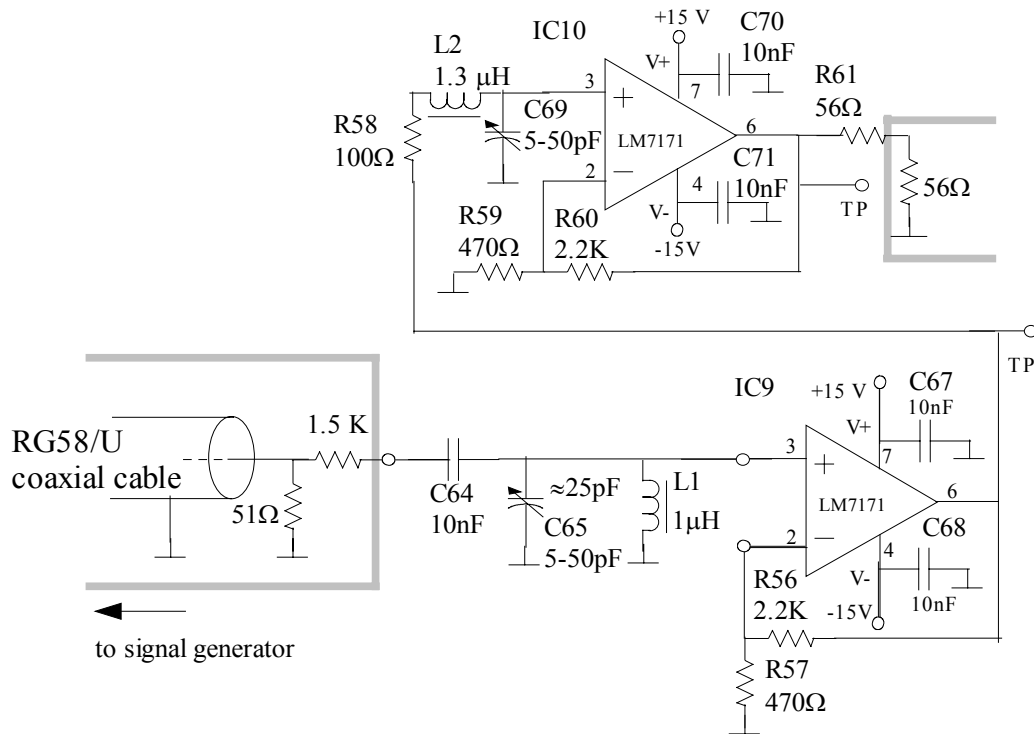 +15 V
C70
10nF
IC10
L2
1.3 μH
V+
7
3
+
R61
56Ω
R58
100Ω
C69
5-50pF
LM7171
6
C71
10nF
2
−
4
56Ω
TP
R59
470Ω
R60
2.2K
V-
-15V
TP
IC9
+15 V
C67
10nF
V+
7
RG58/U
coaxial cable
1.5 K
3
+
C64
10nF
≈25pF
L1
1μH
LM7171
6
51Ω
C65
5-50pF
2
−
C68
10nF
4
R56
2.2K
V-
-15V
to signal generator
R57
470Ω